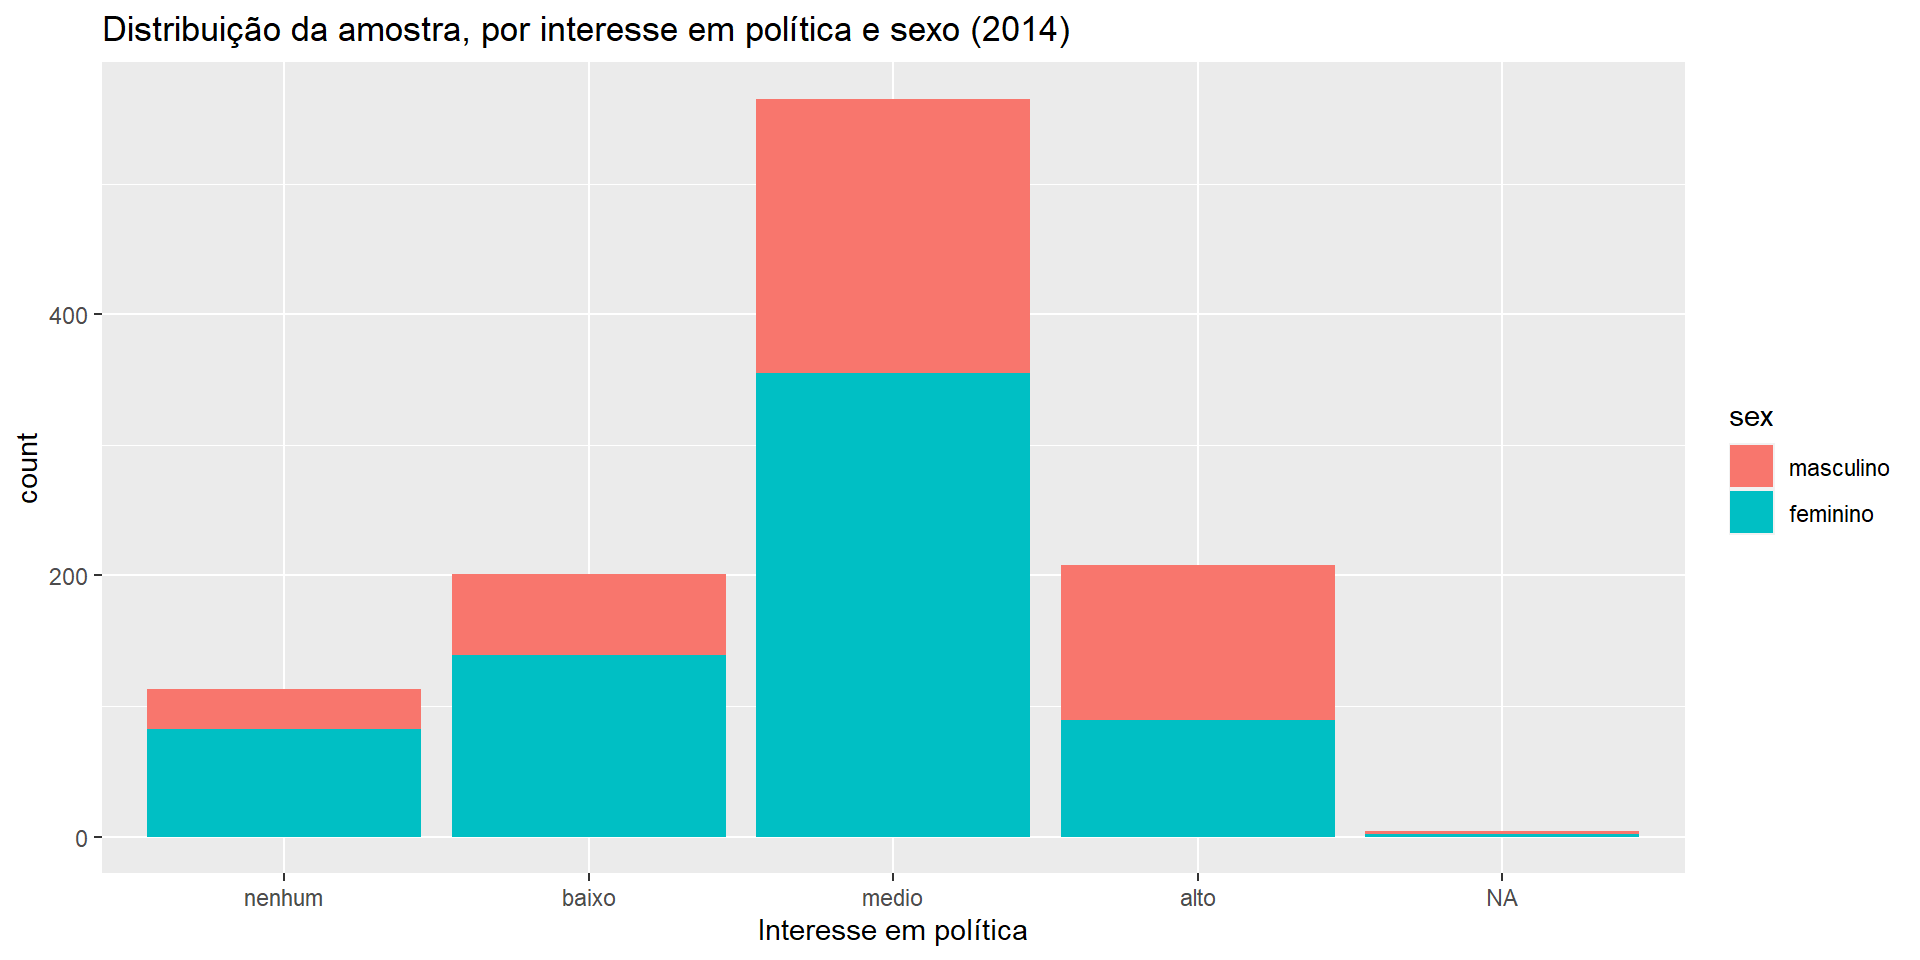 Distribuição da amostra, por interesse em política e sexo (2014)
count
400
200
0
nenhum
baixo
medio
alto
NA
Interesse em política
sex
masculino
feminino